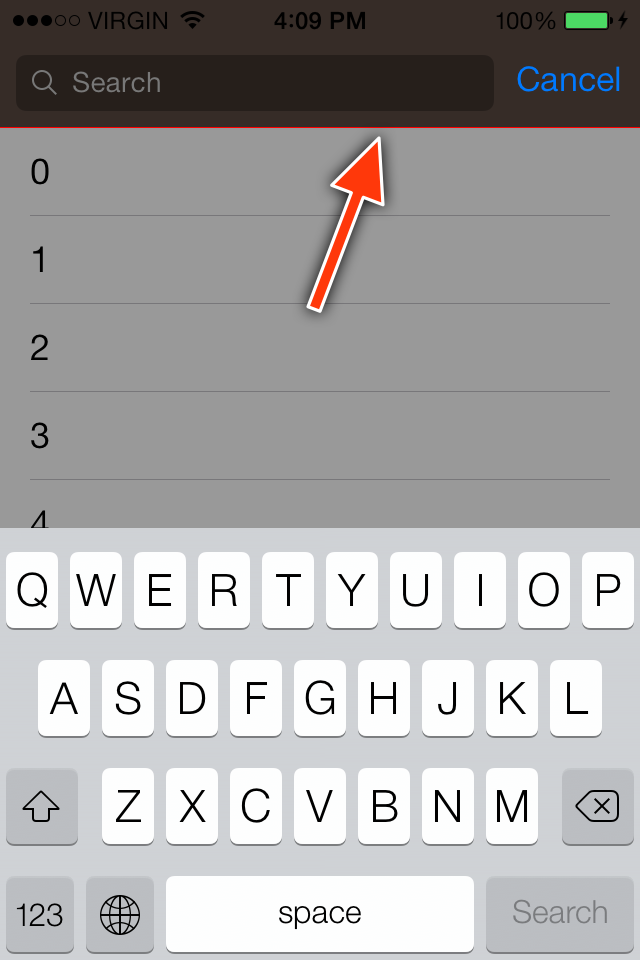 VIRGIN 4:09 PM 100%
Search Cancel
0
1
2
3
4
Q W E R T Y U I O P
A S D F G H J K L
Z X C V B N M
123 space Search